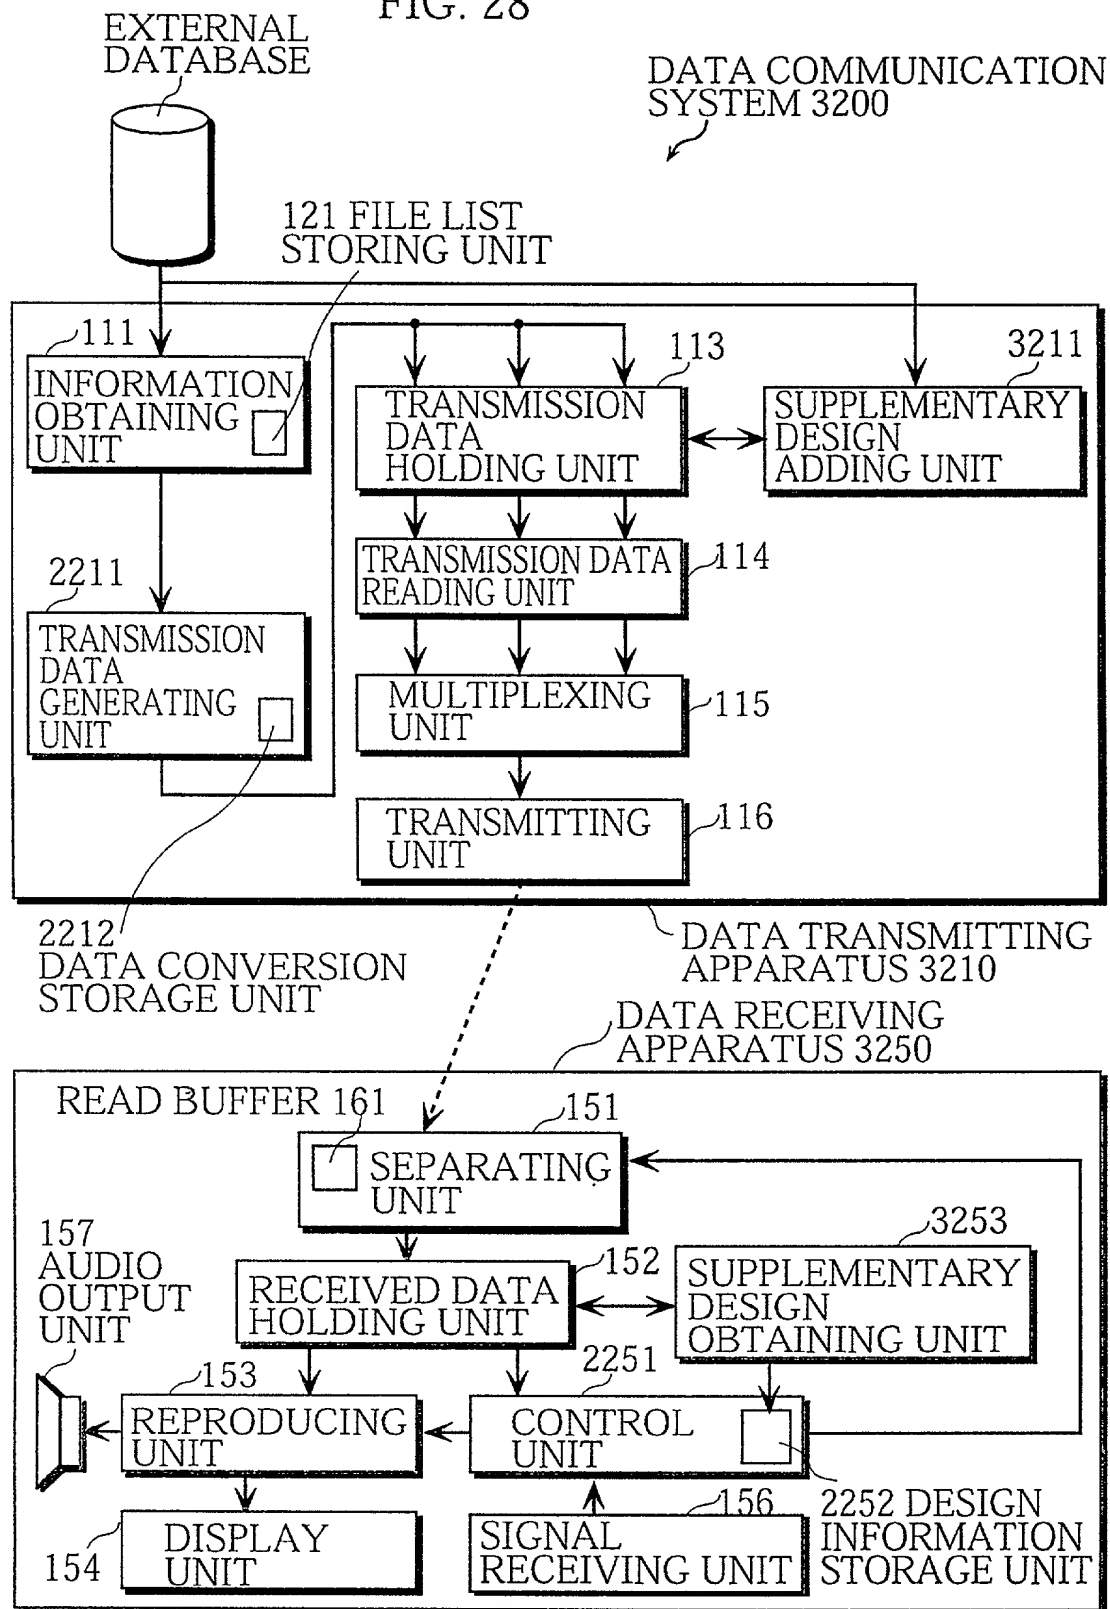 FIG. 28
EXTERNAL
DATABASE
DATA COMMUNICATION
SYSTEM 3200
121 FILE LIST
STORING UNIT
111
INFORMATION
OBTAINING
UNIT
113
TRANSMISSION
DATA
HOLDING UNIT
3211
SUPPLEMENTARY
DESIGN
ADDING UNIT
114
TRANSMISSION DATA
READING UNIT
2211
TRANSMISSION
DATA
GENERATING
UNIT
MULTIPLEXING
UNIT
115
TRANSMITTING
UNIT
116
2212
DATA CONVERSION
STORAGE UNIT
DATA TRANSMITTING
APPARATUS 3210
DATA RECEIVING
APPARATUS 3250
READ BUFFER 161
151
SEPARATING
UNIT
157
AUDIO
OUTPUT
UNIT
152
RECEIVED DATA
HOLDING UNIT
3253
SUPPLEMENTARY
DESIGN
OBTAINING UNIT
153
REPRODUCING
UNIT
2251
CONTROL
UNIT
154
DISPLAY
UNIT
156
SIGNAL
RECEIVING UNIT
2252 DESIGN
INFORMATION
STORAGE UNIT